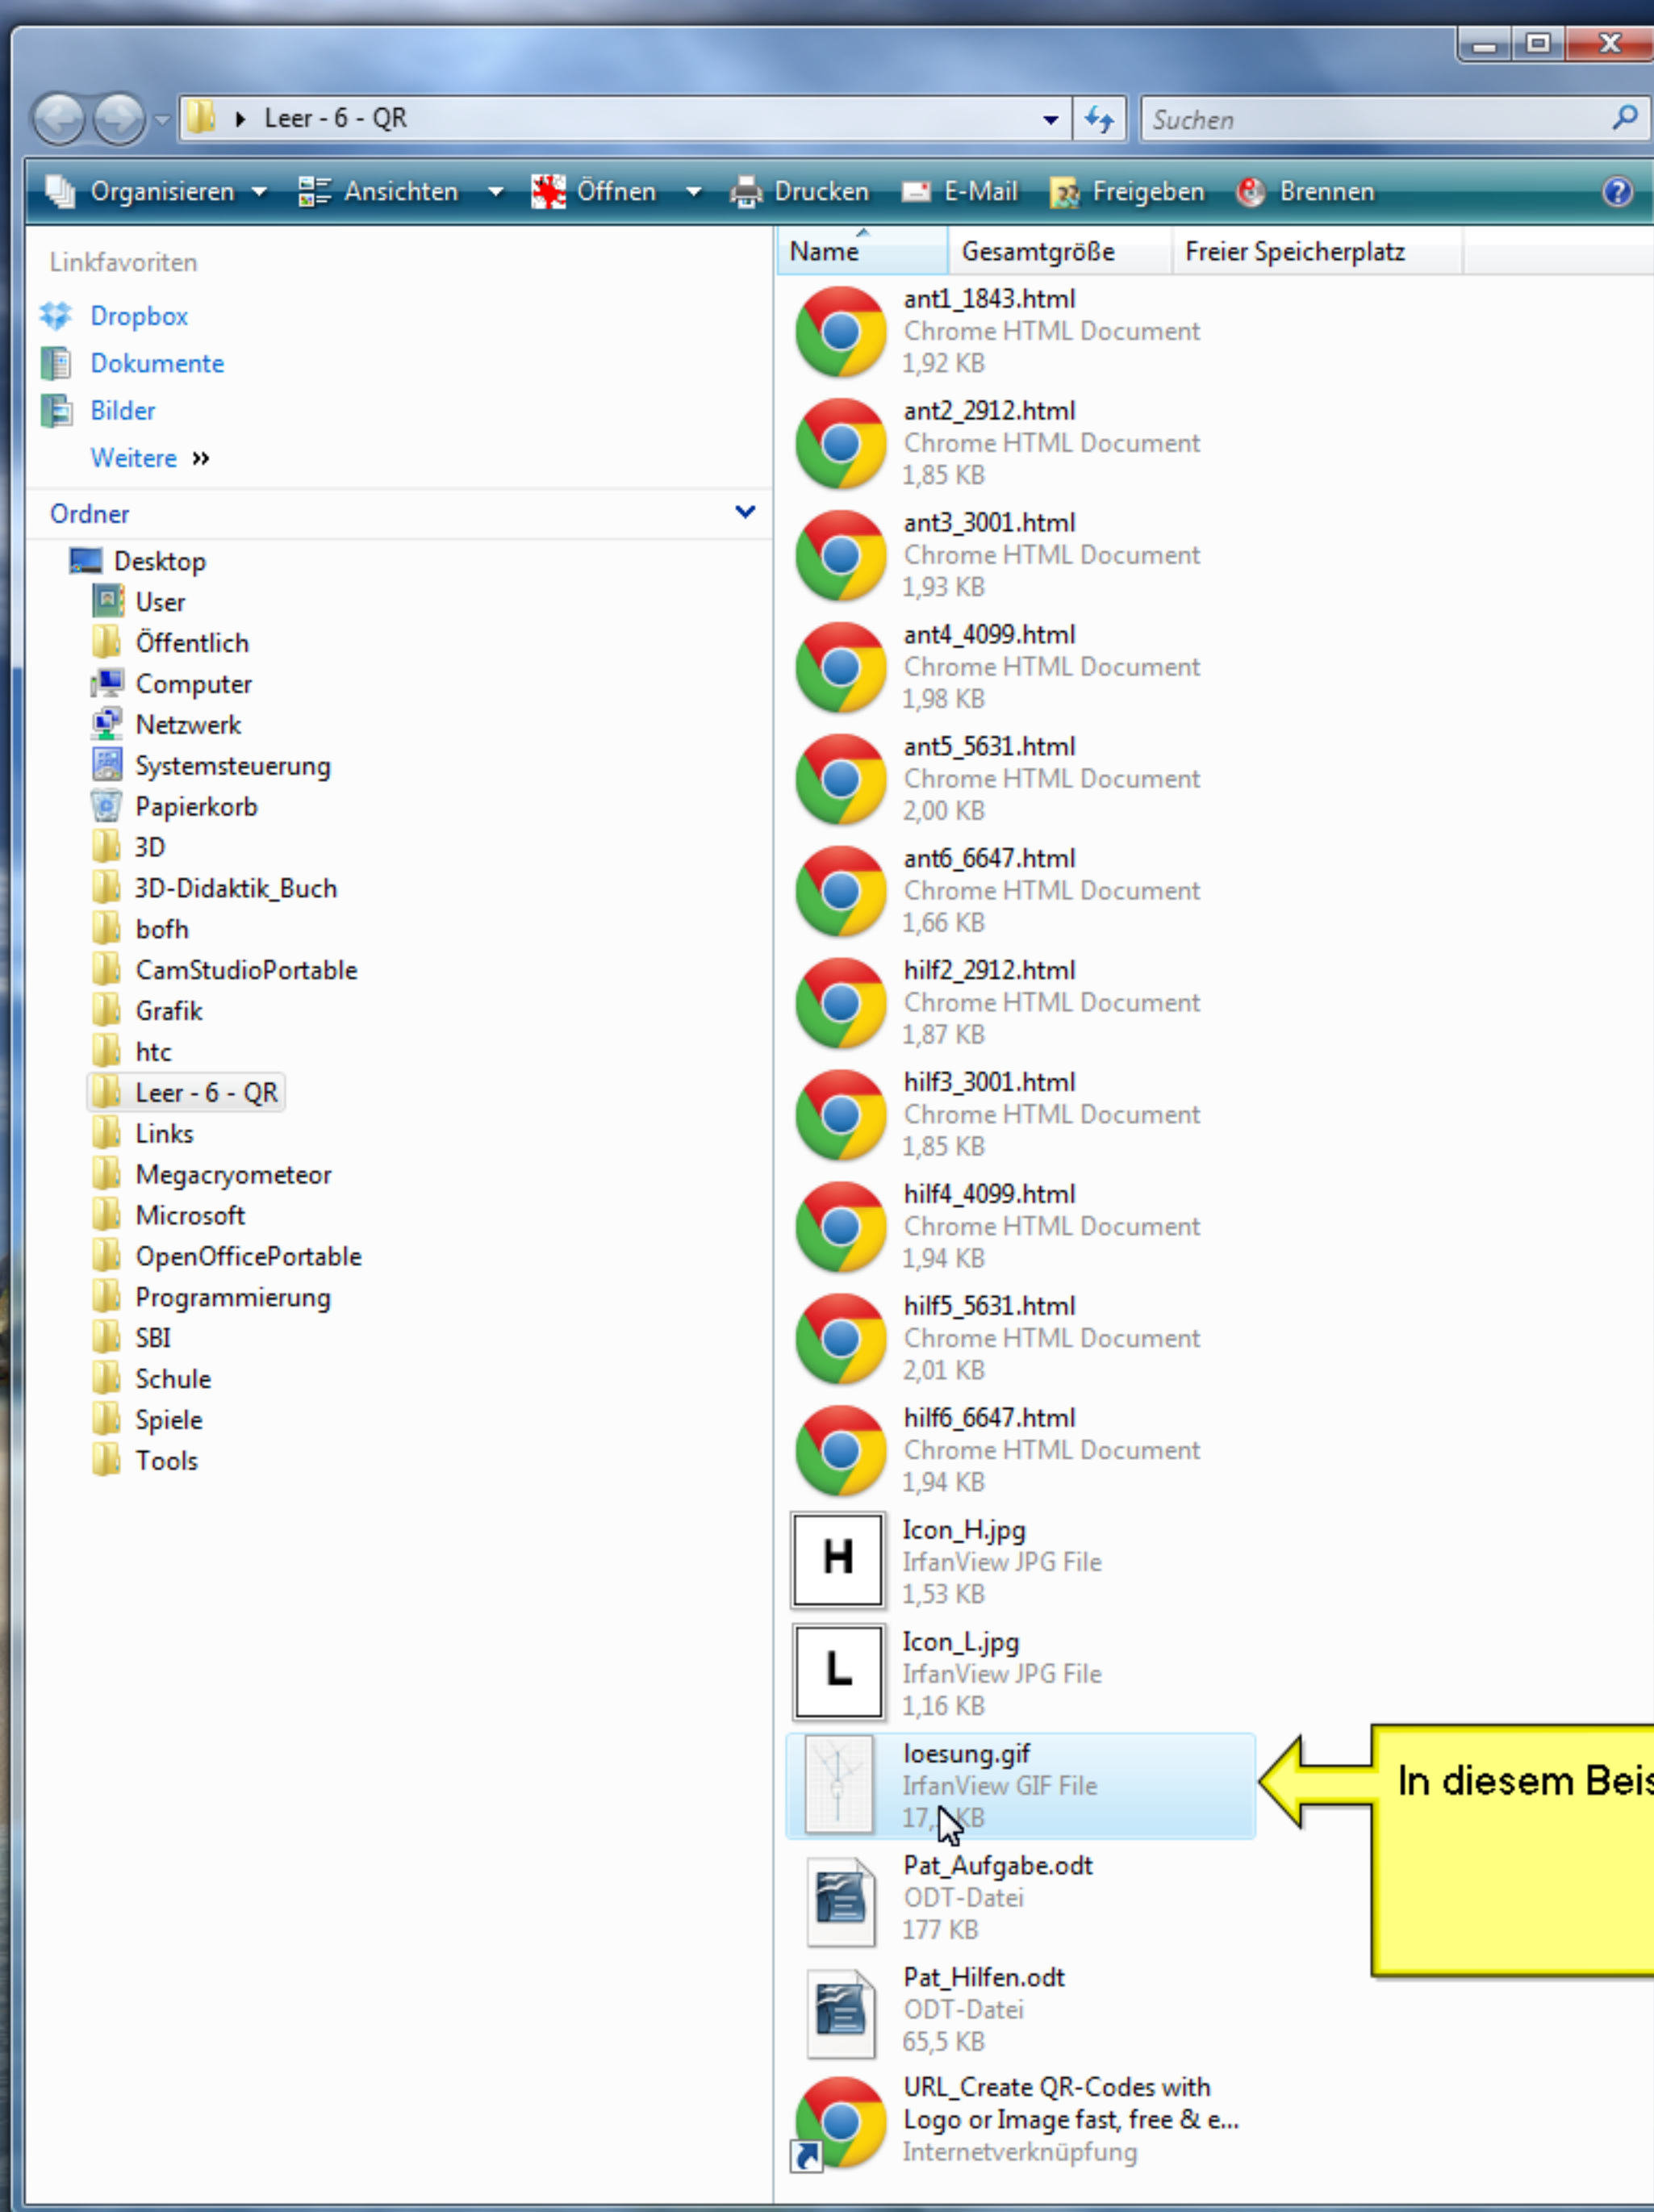 Leer - 6 - QR
Suchen
Organisieren Ansichten Öffnen Drucken E-Mail Freigeben Brennen
Linkfavoriten
Dropbox
Dokumente
Bilder
Weitere »
Ordner
Desktop
User
Öffentlich
Computer
Netzwerk
Systemsteuerung
Papierkorb
3D
3D-Didaktik_Buch
bofh
CamStudioPortable
Grafik
htc
Leer - 6 - QR
Links
Megacryometeor
Microsoft
OpenOfficePortable
Programmierung
SBI
Schule
Spiele
Tools
Name Gesamtgröße Freier Speicherplatz
ant1_1843.html
Chrome HTML Document
1,92 KB
ant2_2912.html
Chrome HTML Document
1,85 KB
ant3_3001.html
Chrome HTML Document
1,93 KB
ant4_4099.html
Chrome HTML Document
1,98 KB
ant5_5631.html
Chrome HTML Document
2,00 KB
ant6_6647.html
Chrome HTML Document
1,66 KB
hilf2_2912.html
Chrome HTML Document
1,87 KB
hilf3_3001.html
Chrome HTML Document
1,85 KB
hilf4_4099.html
Chrome HTML Document
1,94 KB
hilf5_5631.html
Chrome HTML Document
2,01 KB
hilf6_6647.html
Chrome HTML Document
1,94 KB
H
Icon_H.jpg
IrfanView JPG File
1,53 KB
L
Icon_L.jpg
IrfanView JPG File
1,16 KB
loesung.gif
IrfanView GIF File
KB
In diesem
Pat_Aufgabe.odt
ODT-Datei
177 KB
Pat_Hilfen.odt
ODT-Datei
65,5 KB
URL_Create QR-Codes with
Logo or Image fast, free & e...
Internetverknüpfung